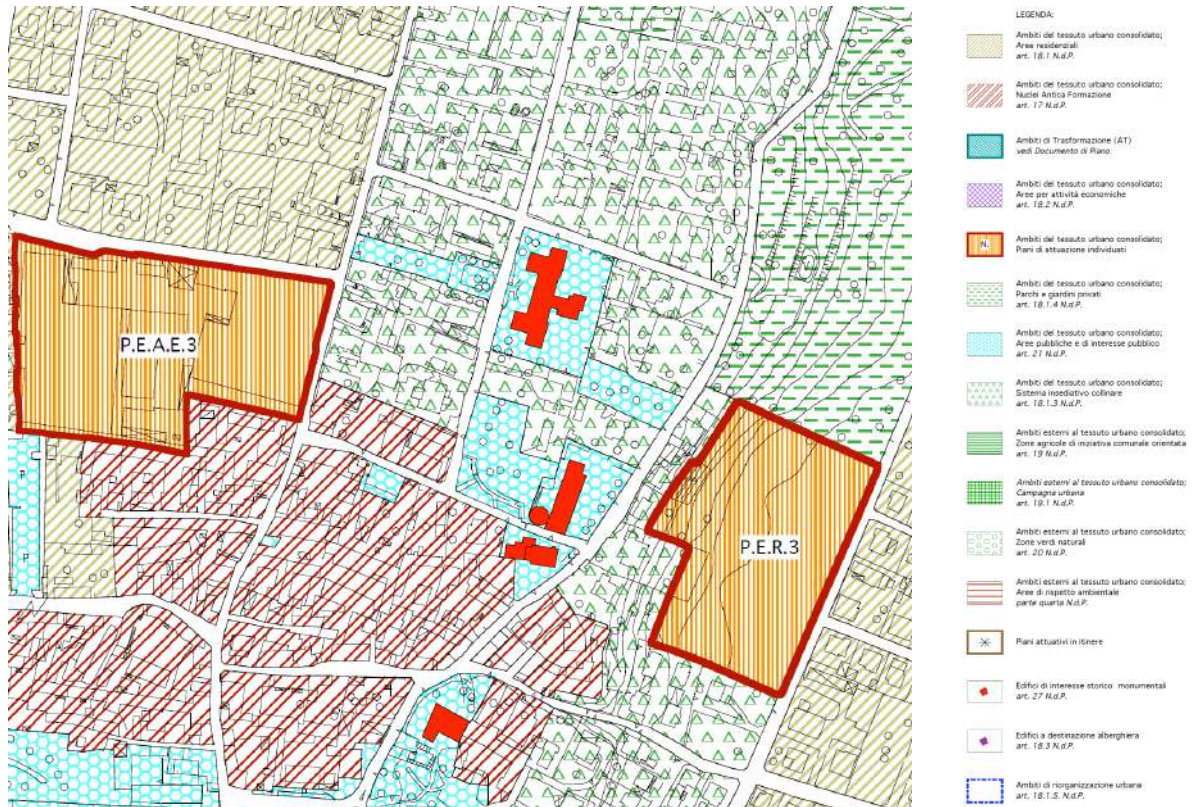 P.E.A.E.3
P.E.R.3
P
P
LEGENDA:
Ambiti del tessuto urbano consolidato;
Aree residenziali
art. 18.1 N.d.P.
Ambiti del tessuto urbano consolidato;
Nuclei Antica Formazione
art. 17 N.d.P.
Ambiti di Trasformazione (AT)
vedi Documento di Piano
Ambiti del tessuto urbano consolidato;
Aree per attività economiche
art. 18.2 N.d.P.
N.
Ambiti del tessuto urbano consolidato;
Piani di attuazione individuati
Ambiti del tessuto urbano consolidato;
Parchi e giardini privati
art. 18.1.4 N.d.P.
Ambiti del tessuto urbano consolidato;
Aree pubbliche e di interesse pubblico
art. 21 N.d.P.
Ambiti del tessuto urbano consolidato;
Sistema insediativo collinare
art. 18.1.3 N.d.P.
Ambiti esterni al tessuto urbano consolidato;
Zone agricole di iniziativa comunale orientata
art. 19 N.d.P.
Ambiti esterni al tessuto urbano consolidato;
Campagna urbana
art. 19.1 N.d.P.
Ambiti esterni al tessuto urbano consolidato;
Zone verdi naturali
art. 20 N.d.P.
Ambiti esterni al tessuto urbano consolidato;
Aree di rispetto ambientale
parte quarta N.d.P.
Piani attuativi in itinere
Edifici di interesse storico monumentali
art. 27 N.d.P.
Edifici a destinazione alberghiera
art. 18.3 N.d.P.
Ambiti di riorganizzazione urbana
art. 18.1.5. N.d.P.